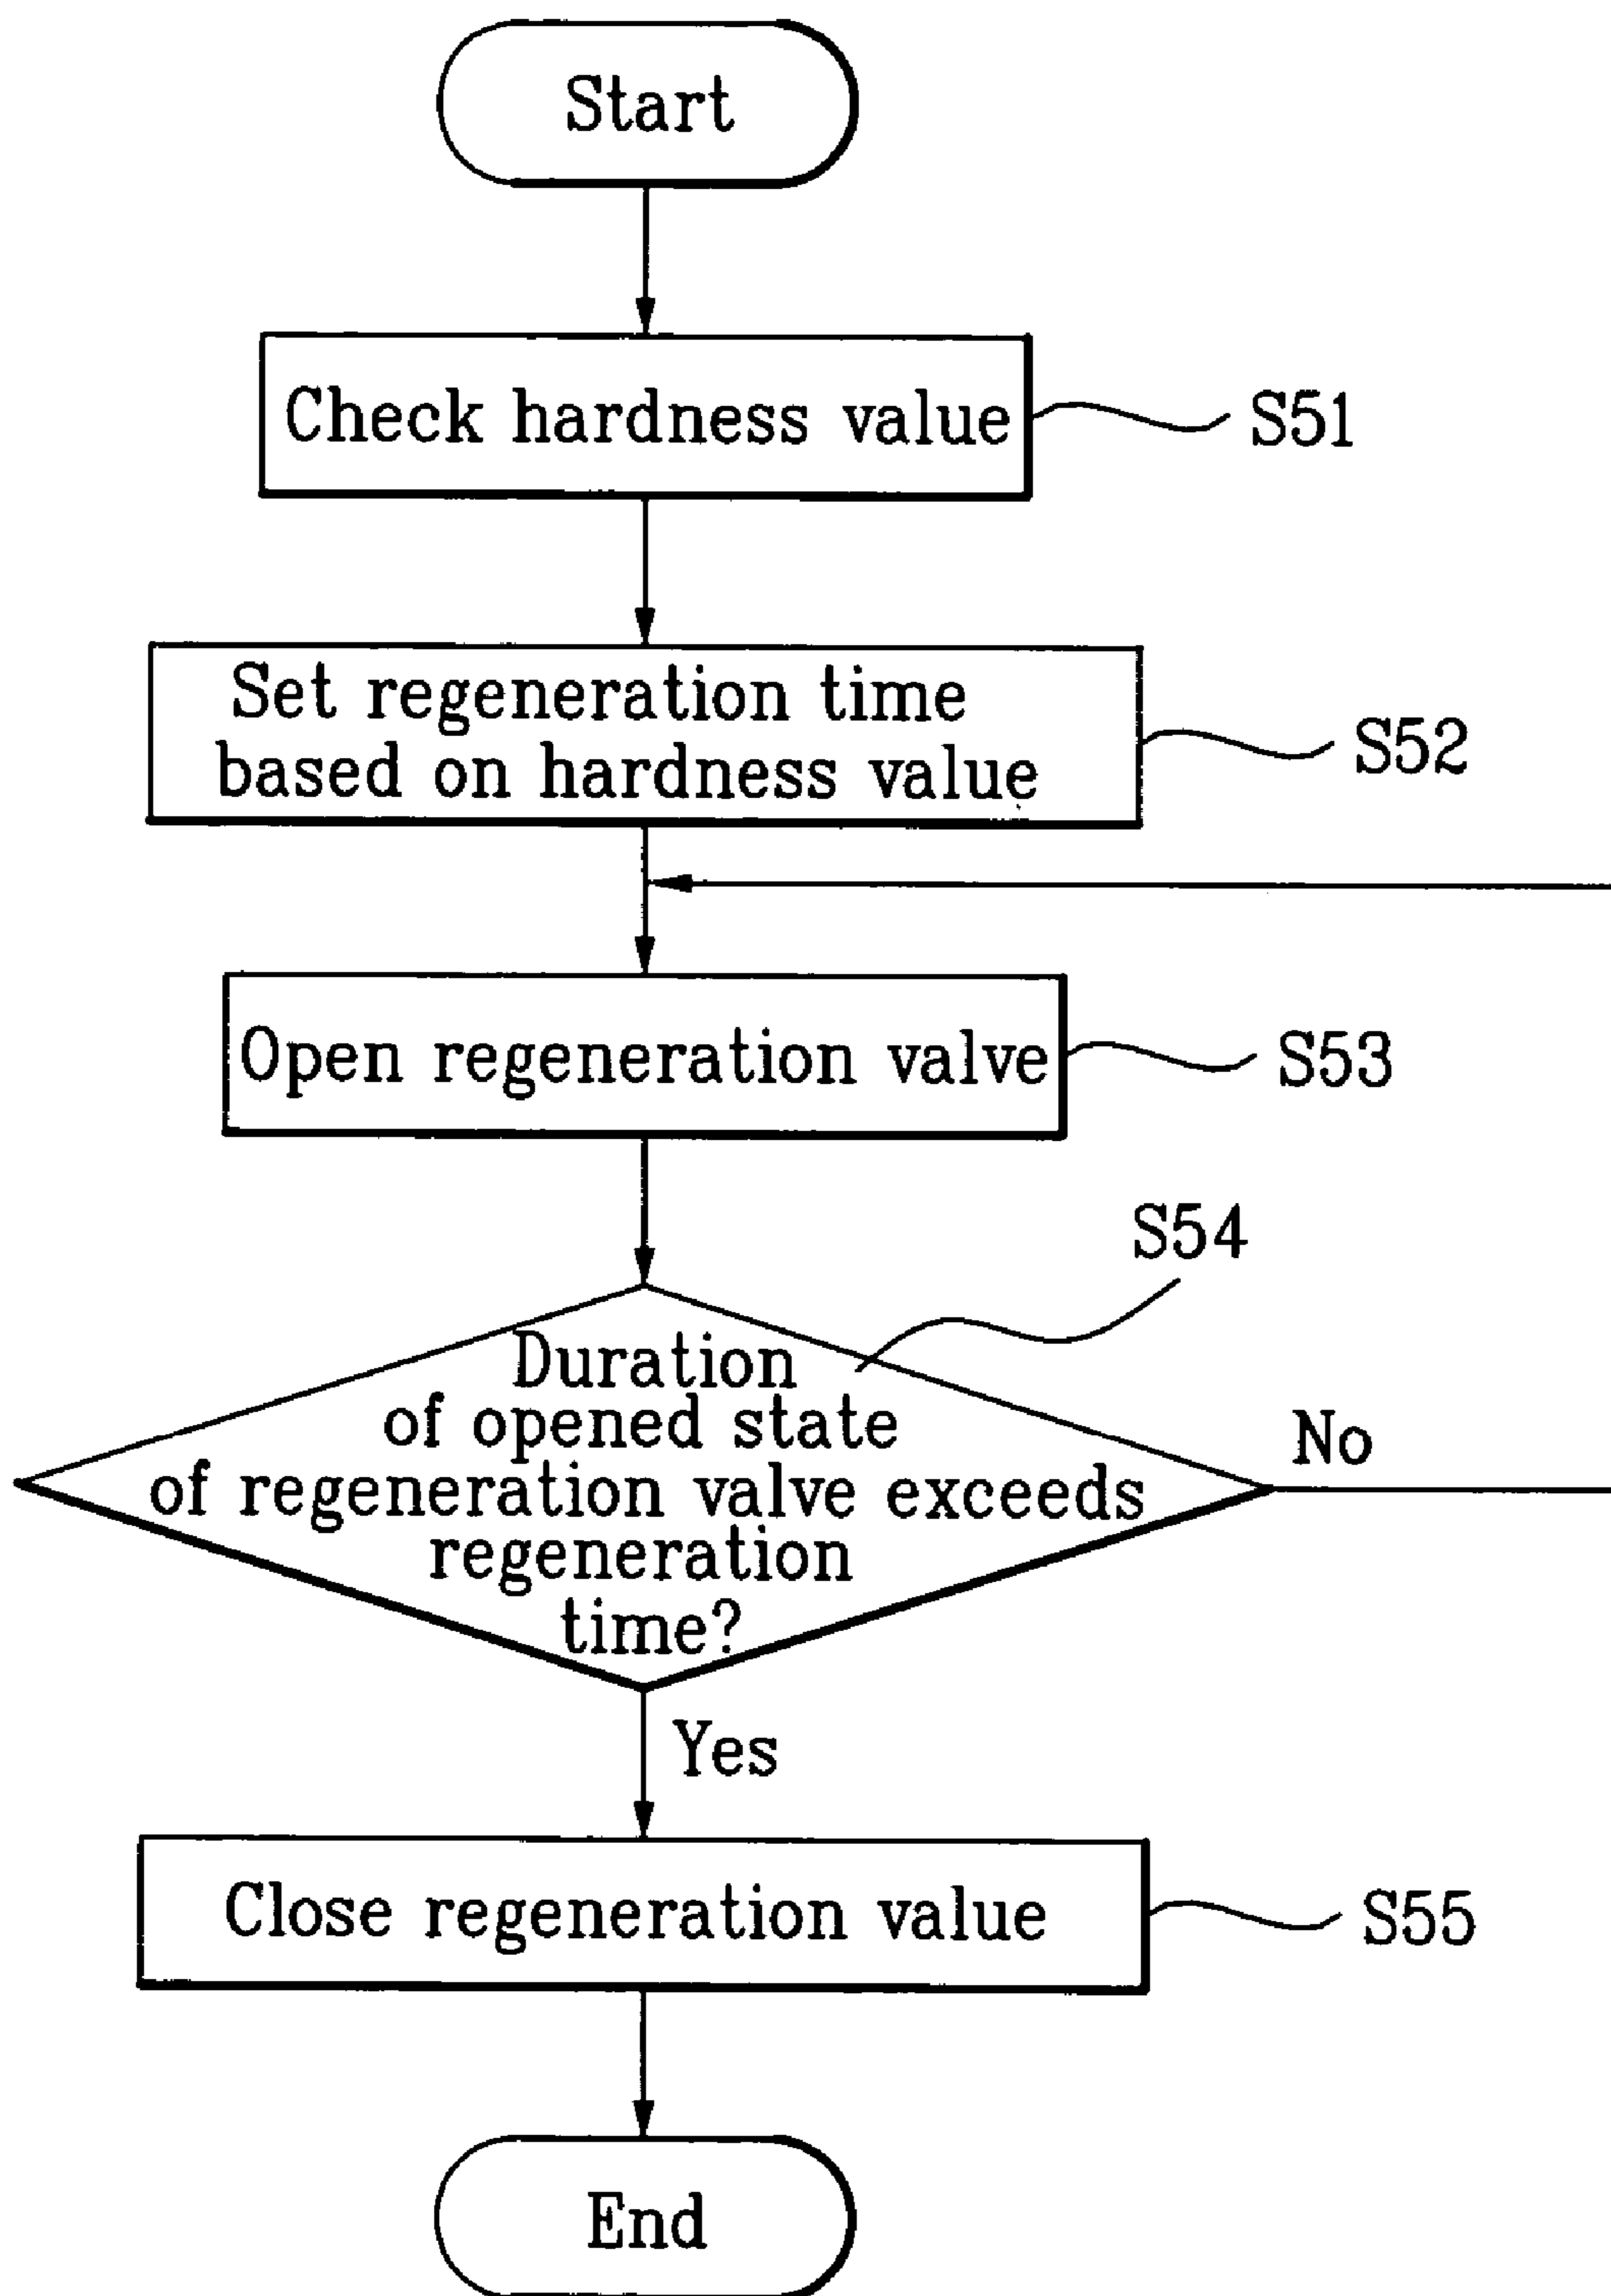 Start
Check hardness value
S51
Set regeneration time
based on hardness value
S52
Open regeneration valve
S53
S54
Duration
of opened state
of regeneration valve exceeds
regeneration
time?
No
Yes
Close regeneration value
S55
End